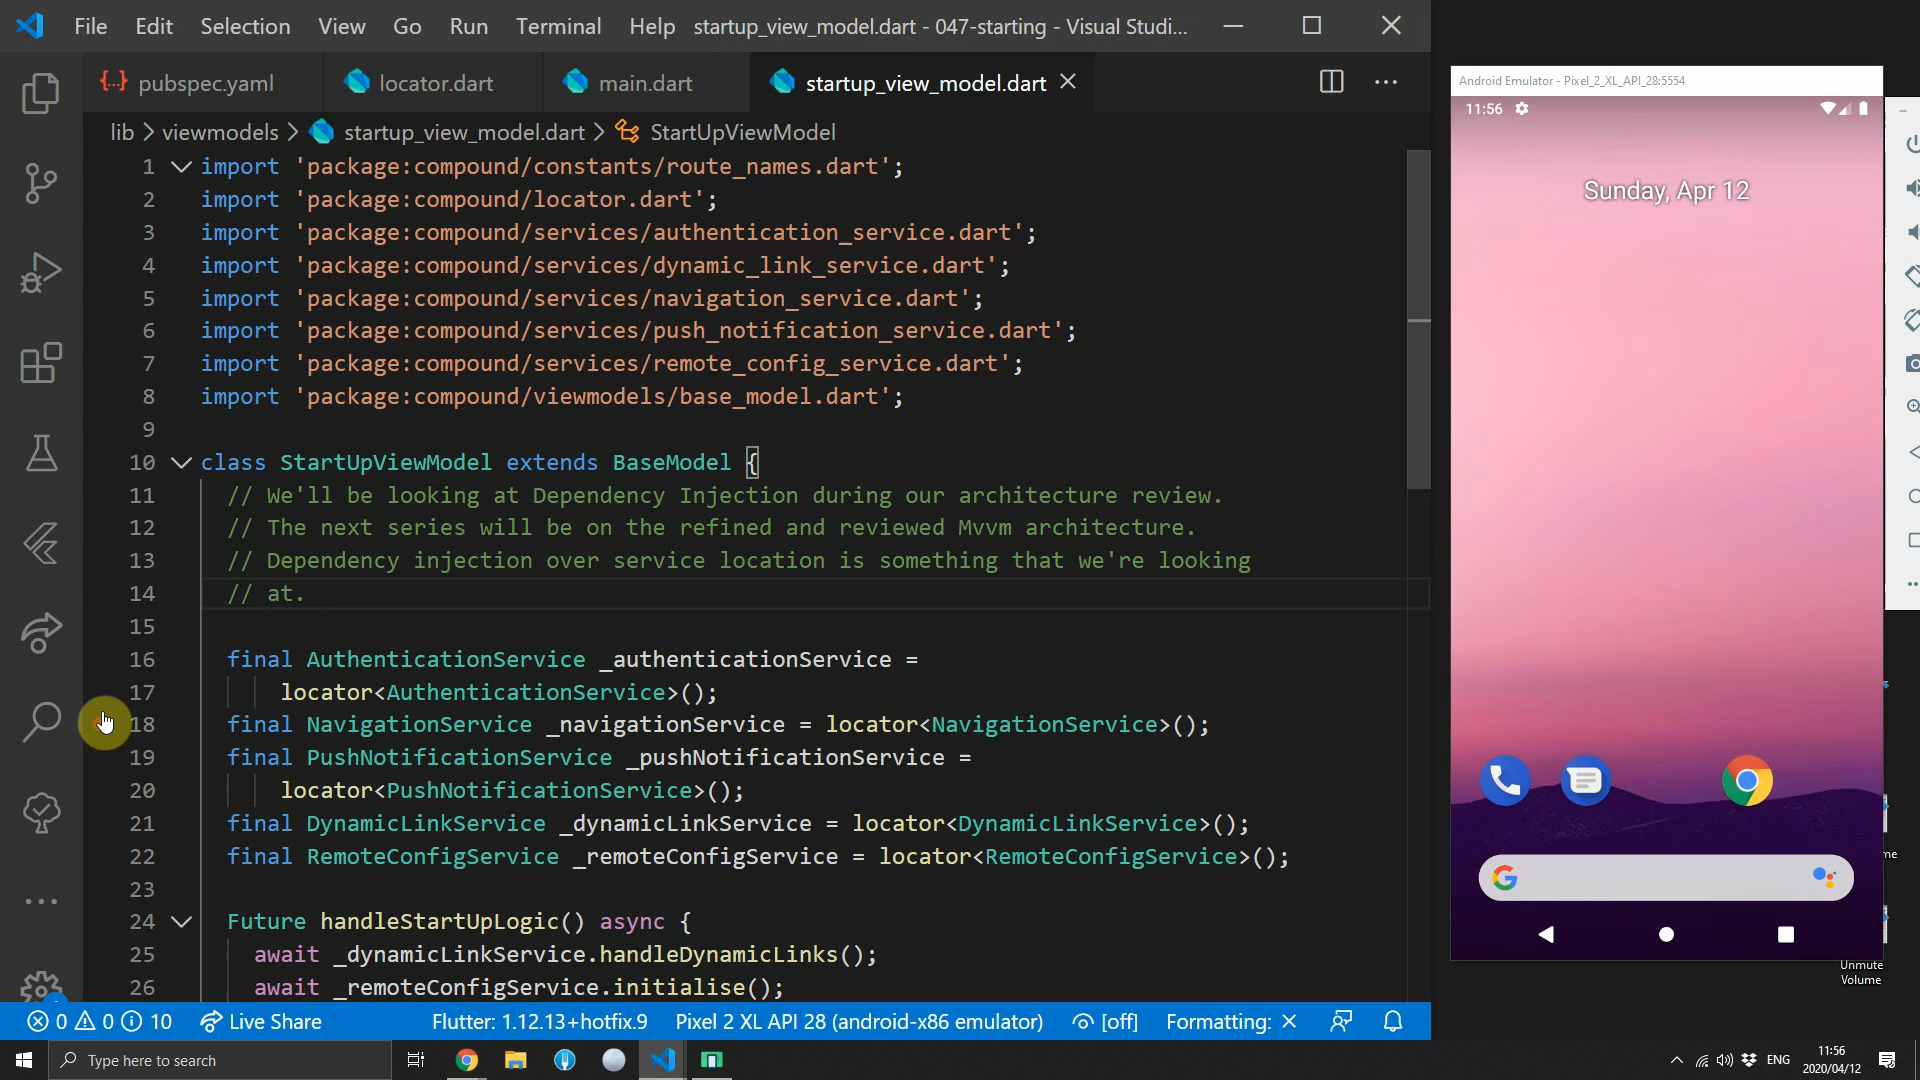 File Edit Selection View Go Run Terminal Help startup_view_model.dart - 047-starting - Visual Studi...
pubspec.yaml locator.dart main.dart startup_view_model.dart
lib > viewmodels > startup_view_model.dart > StartUpViewModel
1 import 'package:compound/constants/route_names.dart';
2 import 'package:compound/locator.dart';
3 import 'package:compound/services/authentication_service.dart';
4 import 'package:compound/services/dynamic_link_service.dart';
5 import 'package:compound/services/navigation_service.dart';
6 import 'package:compound/services/push_notification_service.dart';
7 import 'package:compound/services/remote_config_service.dart';
8 import 'package:compound/viewmodels/base_model.dart';
9
10 class StartUpViewModel extends BaseModel {
11 // We'll be looking at Dependency Injection during our architecture review.
12 // The next series will be on the refined and reviewed Mvvm architecture.
13 // Dependency injection over service location is something that we're looking
14 // at.
15
16 final AuthenticationService _authenticationService =
17 locator<AuthenticationService>();
18 final NavigationService _navigationService = locator<NavigationService>();
19 final PushNotificationService _pushNotificationService =
20 locator<PushNotificationService>();
21 final DynamicLinkService _dynamicLinkService = locator<DynamicLinkService>();
22 final RemoteConfigService _remoteConfigService = locator<RemoteConfigService>();
23
24 Future handleStartUpLogic() async {
25 await _dynamicLinkService.handleDynamicLinks();
26 await _remoteConfigService.initialise();
0 0 10 Live Share Flutter: 1.12.13+hotfix.9 Pixel 2 XL API 28 (android-x86 emulator) [off] Formatting: ×
Android Emulator - Pixel_2_XL_API_28:5554
11:56
Sunday, Apr 12
me
Unmute
Volume
Type here to search
ENG
11:56
2020/04/12